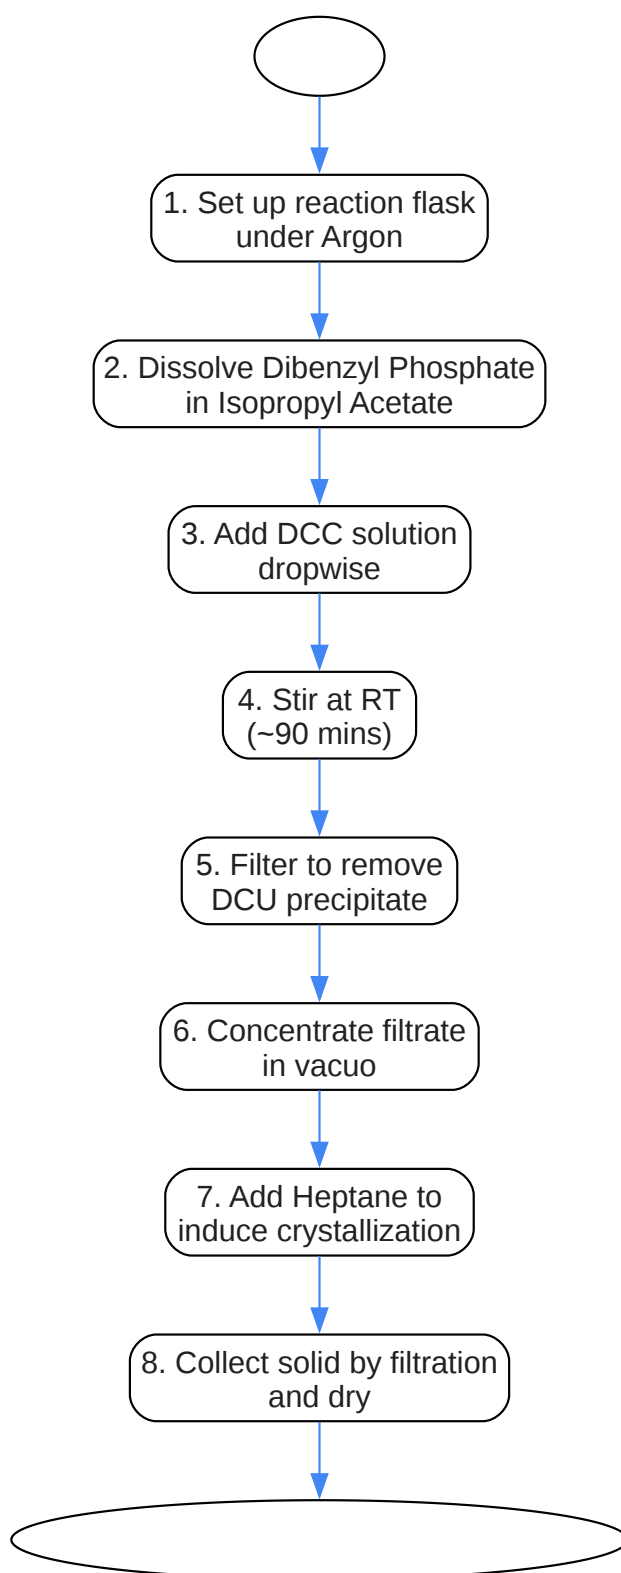 1. Set up reaction flask
under Argon
2. Dissolve Dibenzyl Phosphate
in Isopropyl Acetate
3. Add DCC solution
dropwise
4. Stir at RT
(~90 mins)
5. Filter to remove
DCU precipitate
6. Concentrate filtrate
in vacuo
7. Add Heptane to
induce crystallization
8. Collect solid by filtration
and dry